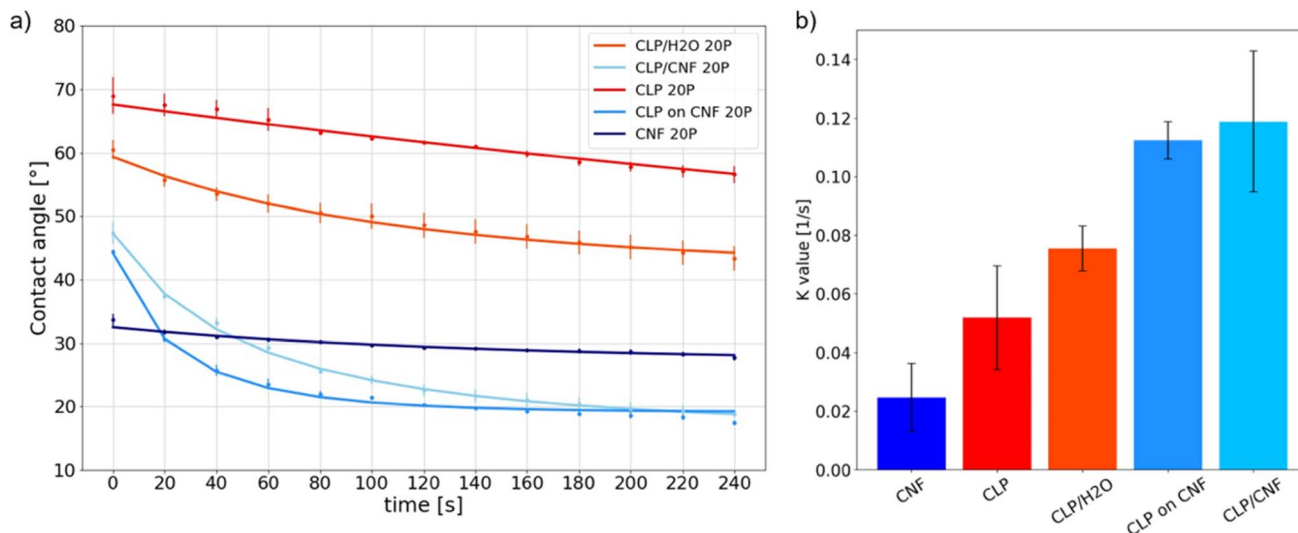 a)
80
70
60
50
40
30
20
10
Contact angle [°]
0 20 40 60 80 100 120 140 160 180 200 220 240
time [s]
CLP/H2O 20P
CLP/CNF 20P
CLP 20P
CLP on CNF 20P
CNF 20P
b)
0.14
0.12
0.10
0.08
0.06
0.04
0.02
0.00
K value [1/s]
CNF CLP CLP/H2O CLP on CNF CLP/CNF